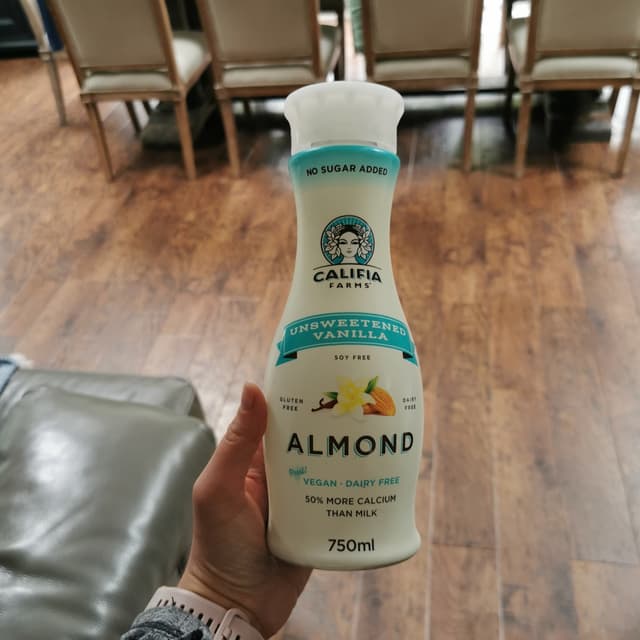 NO SUGAR ADDED
CALIFIA
FARMS
UNSWEETENED
VANILLA
SOY FREE
GLUTEN FREE
DAIRY FREE
ALMOND
VEGAN · DAIRY FREE
50% MORE CALCIUM
THAN MILK
750ml